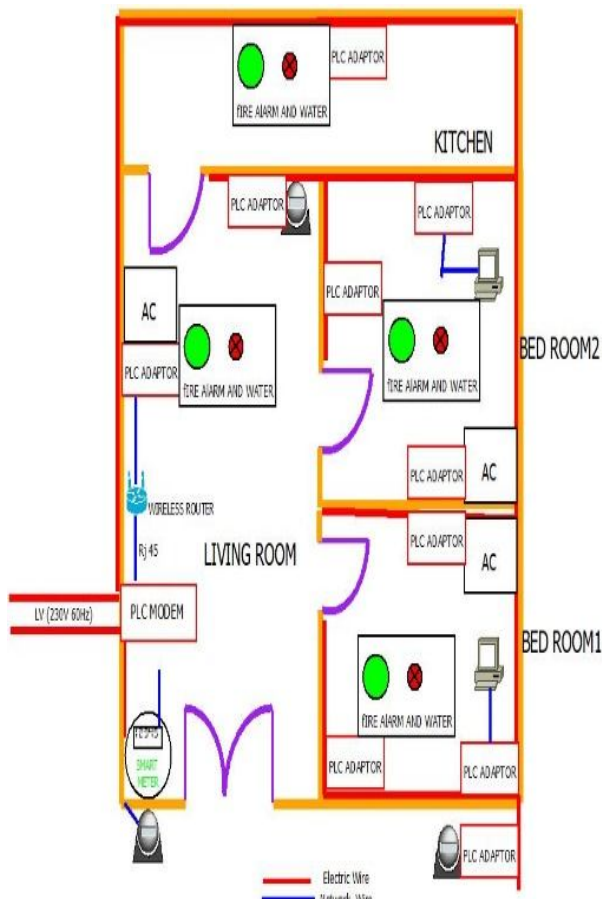 PLC ADAPTOR
fIRE AlARM AND WATER
KITCHEN
PLC ADAPTOR
PLC ADAPTOR
AC
PLC ADAPTOR
PLC ADAPTOR
fIRE AlARM AND WATER
fIRE AlARM AND WATER
BED ROOM2
PLC ADAPTOR
AC
WIRELESS ROUTER
Rj 45
LIVING ROOM
PLC ADAPTOR
AC
LV (230V 60Hz)
PLC MODEM
BED ROOM1
fIRE AlARM AND WATER
SMART
METER
PLC ADAPTOR
PLC ADAPTOR
PLC ADAPTOR
Electric Wire
Network Wire